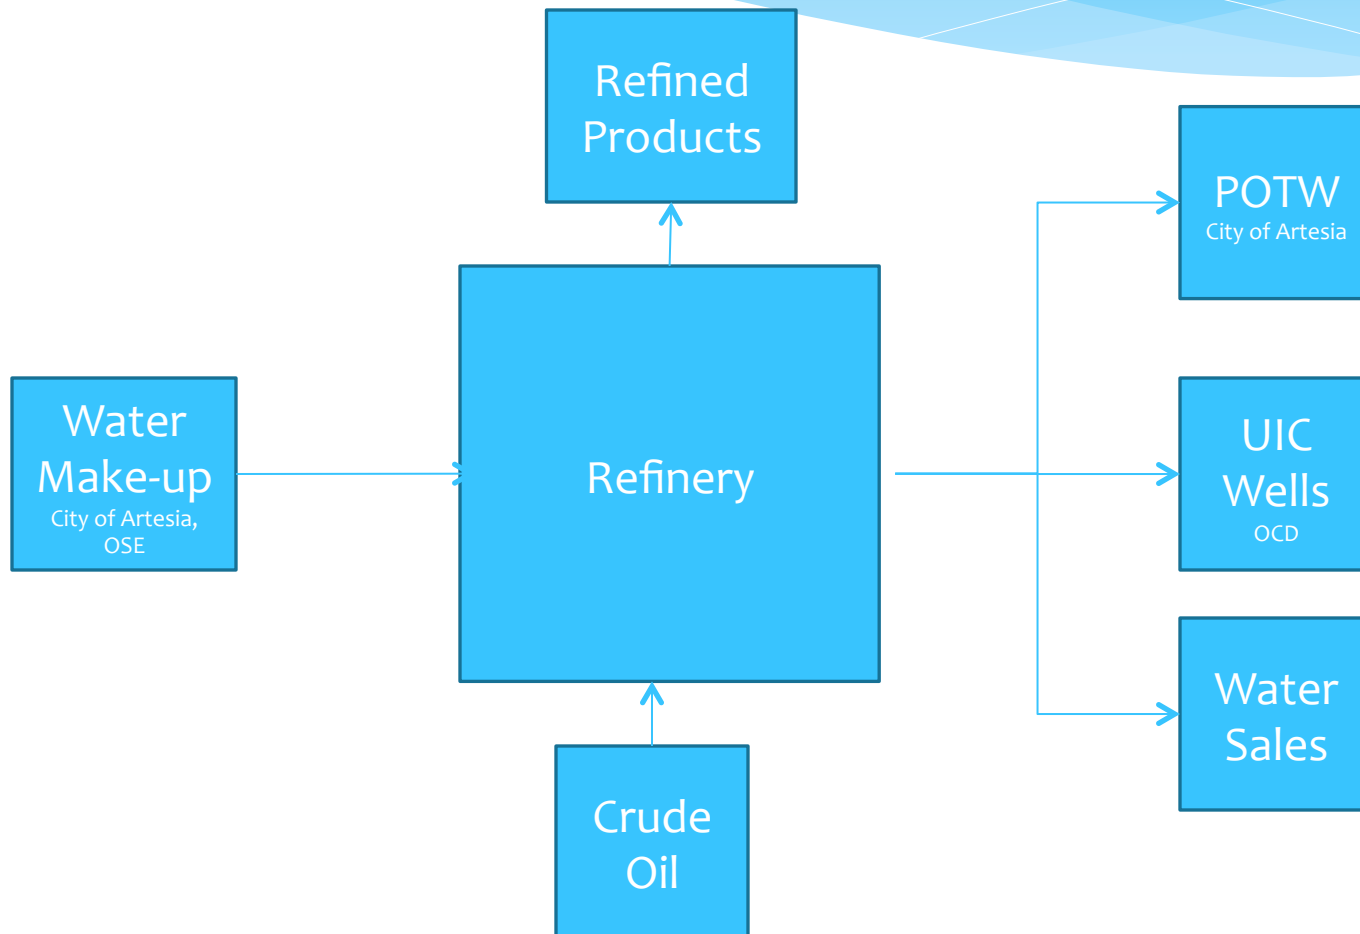 Refined
Products
POTW
City of Artesia
Water
Make-up
City of Artesia,
OSE
Refinery
UIC
Wells
OCD
Water
Sales
Crude
Oil